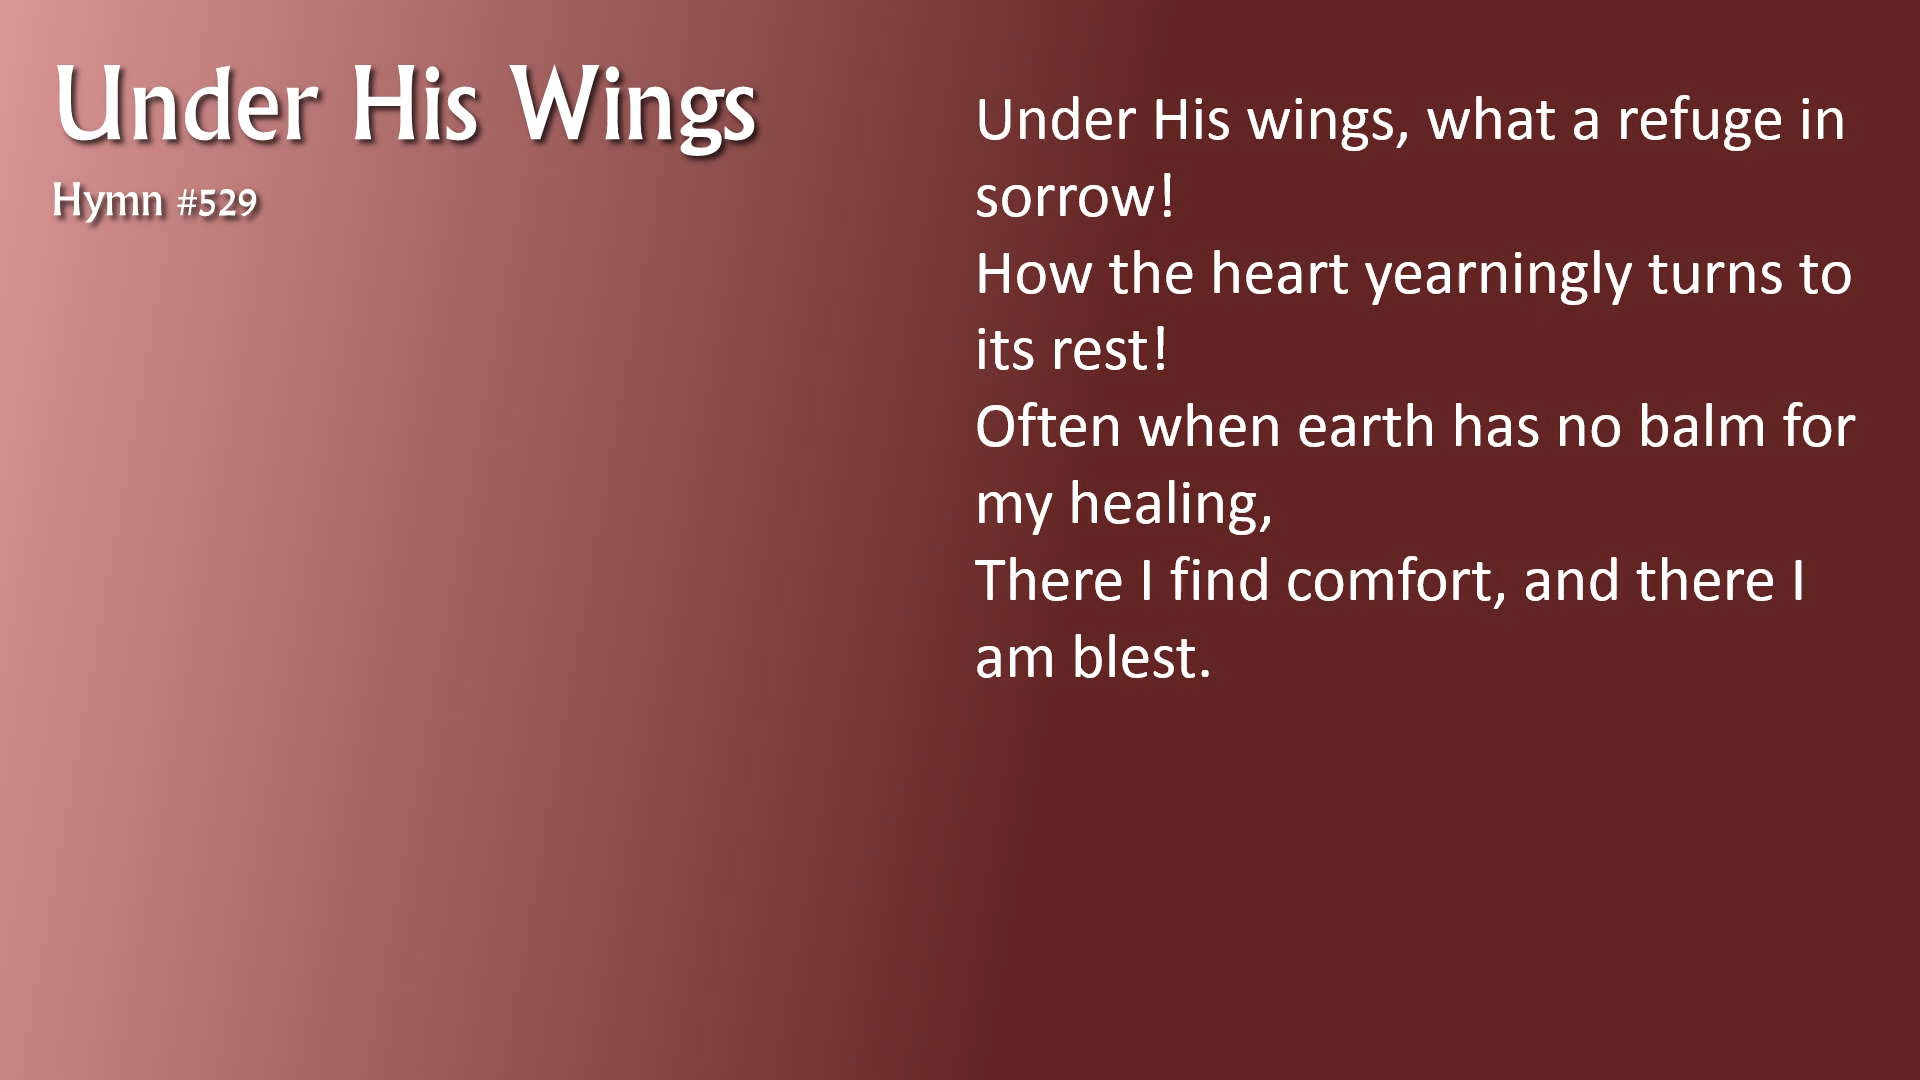 Under His Wings
Hymn #529
Under His wings, what a refuge in
sorrow!
How the heart yearningly turns to
its rest!
Often when earth has no balm for
my healing,
There I find comfort, and there I
am blest.